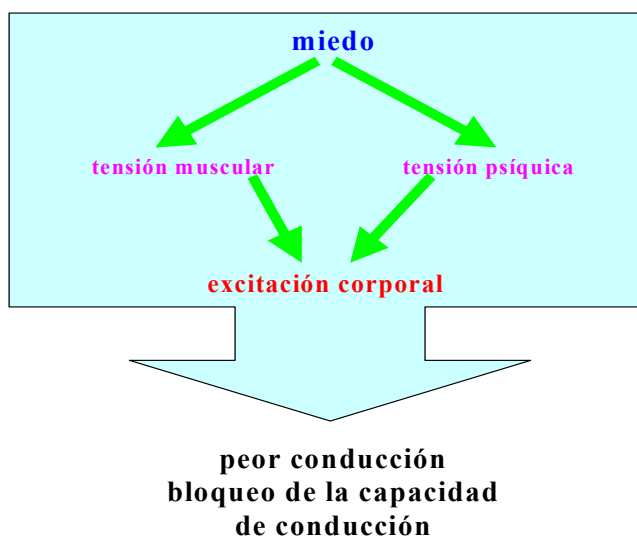 miedo
tensión muscular
tensión psíquica
excitación corporal
peor conducción
bloqueo de la capacidad
de conducción